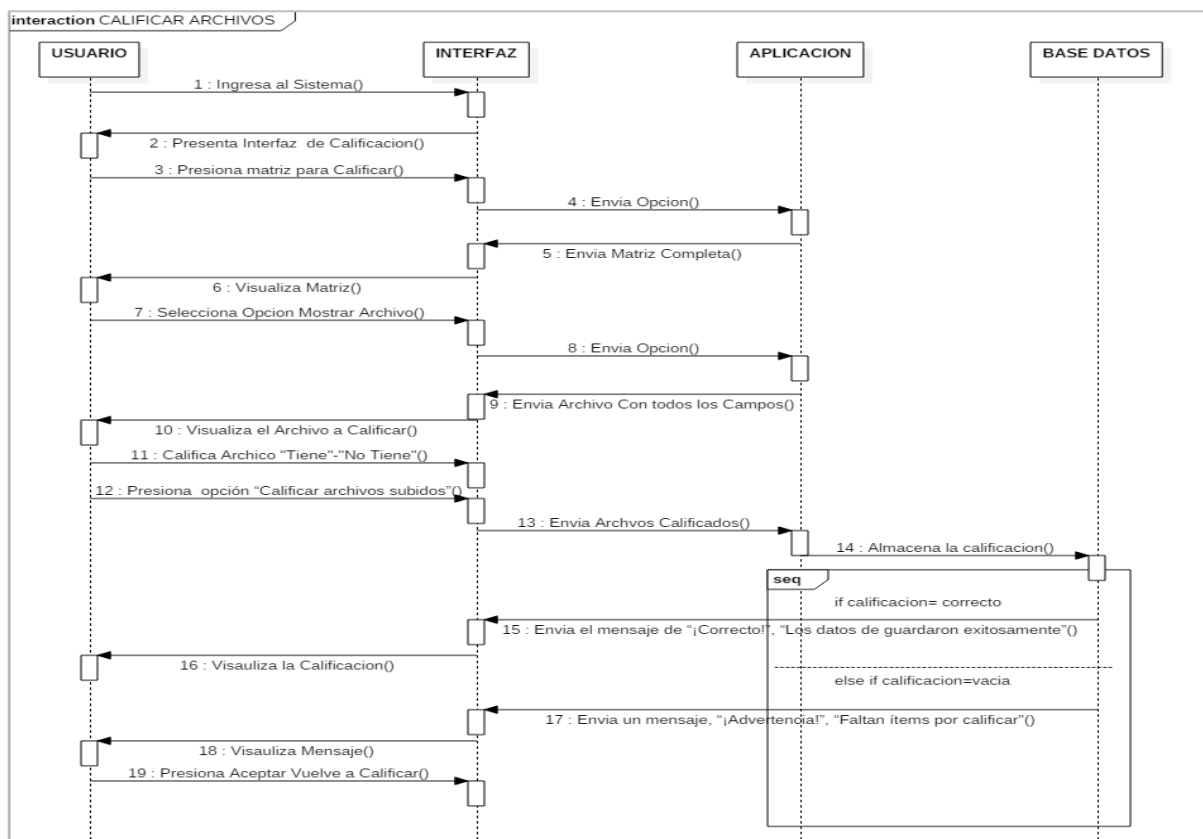 interaction CALIFICAR ARCHIVOS
USUARIO
INTERFAZ
APLICACION
BASE DATOS
1 : Ingresa al Sistema()
2 : Presenta Interfaz de Calificacion()
3 : Presiona matriz para Calificar()
4 : Envia Opcion()
5 : Envia Matriz Completa()
6 : Visualiza Matriz()
7 : Selecciona Opcion Mostrar Archivo()
8 : Envia Opcion()
9 : Envia Archivo Con todos los Campos()
10 : Visualiza el Archivo a Calificar()
11 : Califica Archico "Tiene"-"No Tiene"()
12 : Presiona opción “Calificar archivos subidos”()
13 : Envia Archvos Calificados()
14 : Almacena la calificacion()
seq
if calificacion= correcto
15 : Envia el mensaje de “¡Correcto!”, “Los datos de guardaron exitosamente”()
16 : Visauliza la Calificacion()
else if calificacion=vacia
17 : Envia un mensaje, “¡Advertencia!”, “Faltan ítems por calificar”()
18 : Visauliza Mensaje()
19 : Presiona Aceptar Vuelve a Calificar()